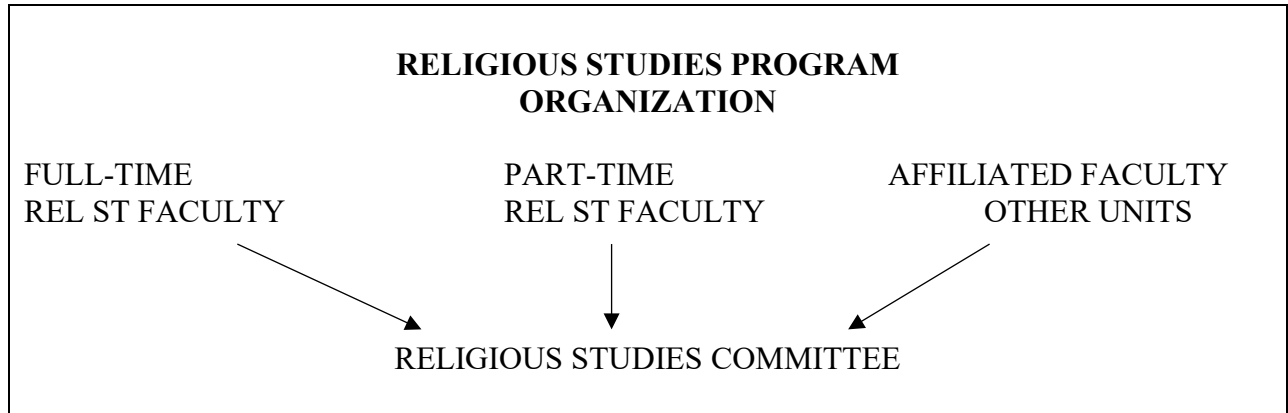 RELIGIOUS STUDIES PROGRAM
ORGANIZATION
FULL-TIME
REL ST FACULTY
PART-TIME
REL ST FACULTY
AFFILIATED FACULTY
OTHER UNITS
RELIGIOUS STUDIES COMMITTEE